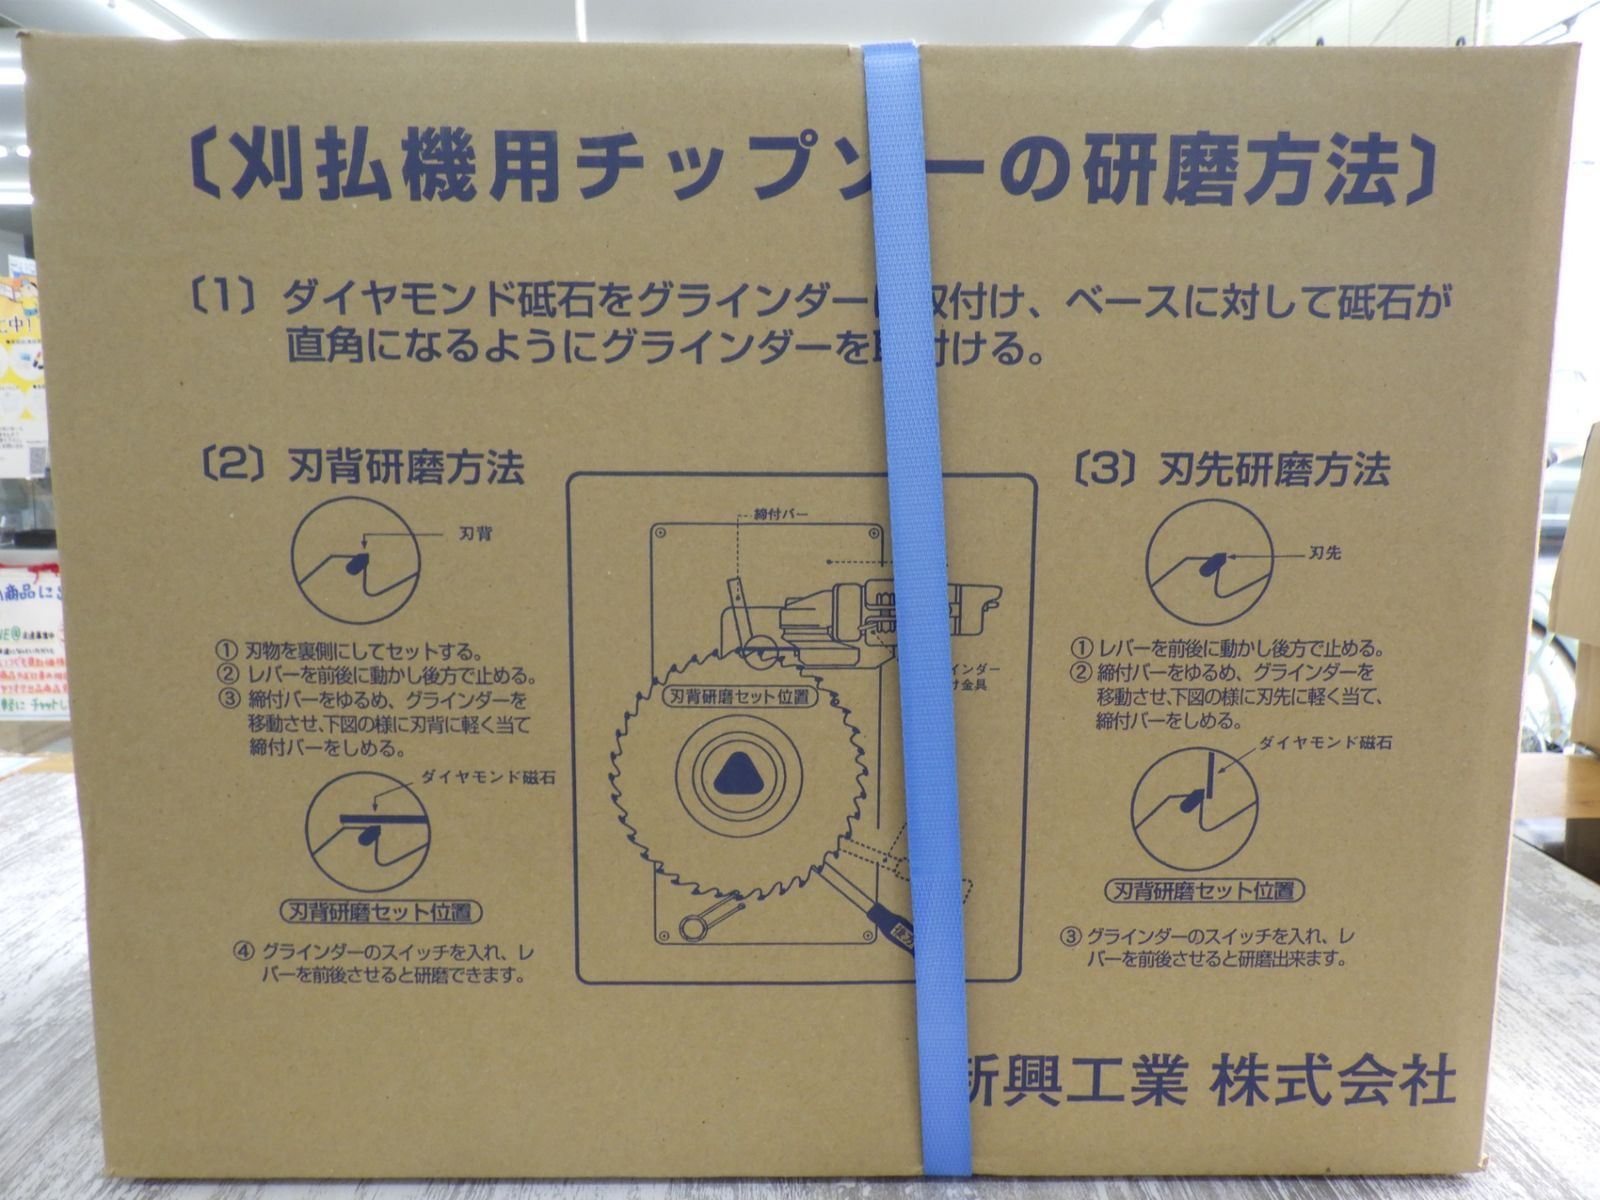 〔刈払機用チップソーの研磨方法〕
〔1〕ダイヤモンド砥石をグラインダーに取付け、ベースに対して砥石が
直角になるようにグラインダーを取付ける。
〔2〕刃背研磨方法
刃背
① 刃物を裏側にしてセットする。
② レバーを前後に動かし後方で止める。
③ 締付バーをゆるめ、グラインダーを
移動させ、下図の様に刃背に軽く当て
締付バーをしめる。
ダイヤモンド磁石
刃背研磨セット位置
④ グラインダーのスイッチを入れ、レ
バーを前後させると研磨できます。
締付バー
インダー
け金具
刃背研磨セット位置
〔3〕刃先研磨方法
刃先
① レバーを前後に動かし後方で止める。
② 締付バーをゆるめ、グラインダーを
移動させ、下図の様に刃先に軽く当て、
締付バーをしめる。
ダイヤモンド磁石
刃背研磨セット位置
③ グラインダーのスイッチを入れ、レ
バーを前後させると研磨出来ます。
新興工業 株式会社